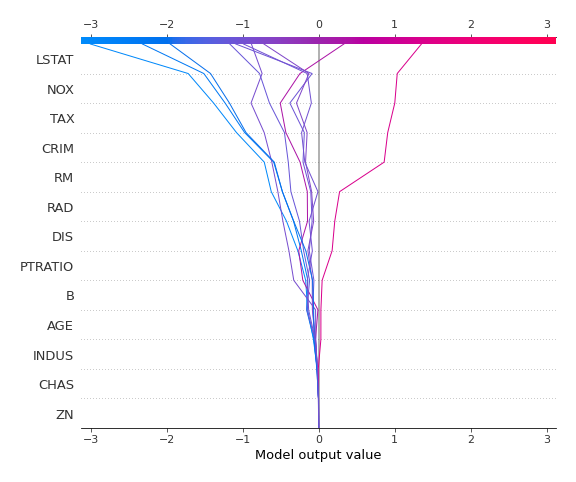 −3 −2 −1 0 1 2 3
LSTAT
NOX
TAX
CRIM
RM
RAD
DIS
PTRATIO
B
AGE
INDUS
CHAS
ZN
−3 −2 −1 0 1 2 3
Model output value